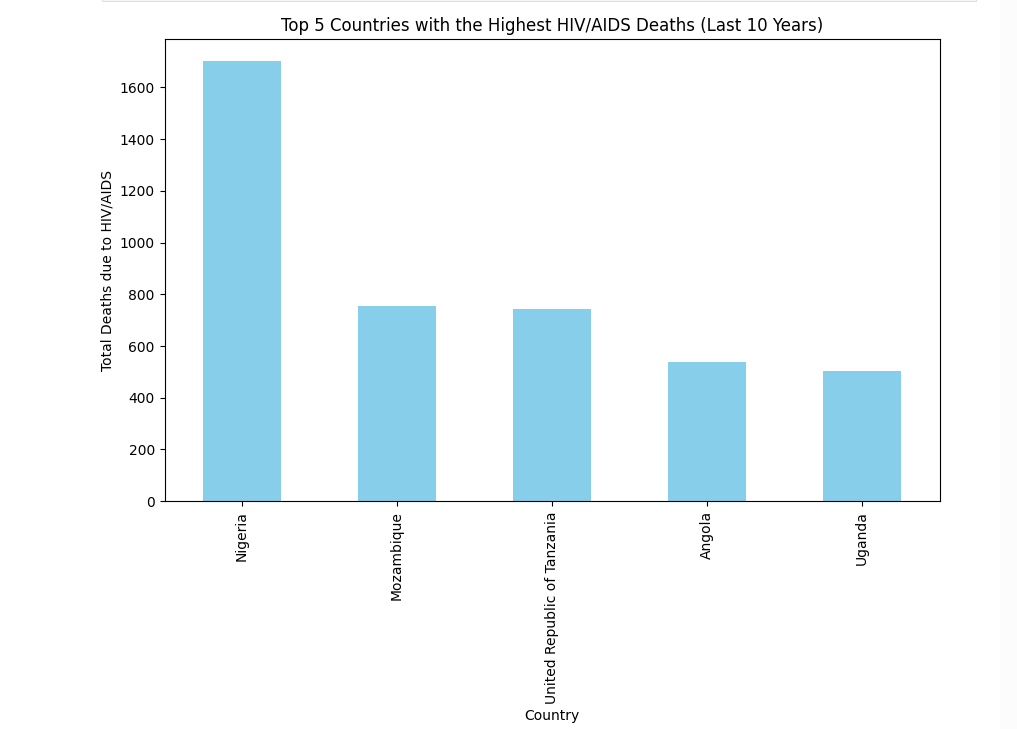 Top 5 Countries with the Highest HIV/AIDS Deaths (Last 10 Years)
Total Deaths due to HIV/AIDS
1600
1400
1200
1000
800
600
400
200
0
Nigeria
Mozambique
United Republic of Tanzania
Angola
Uganda
Country